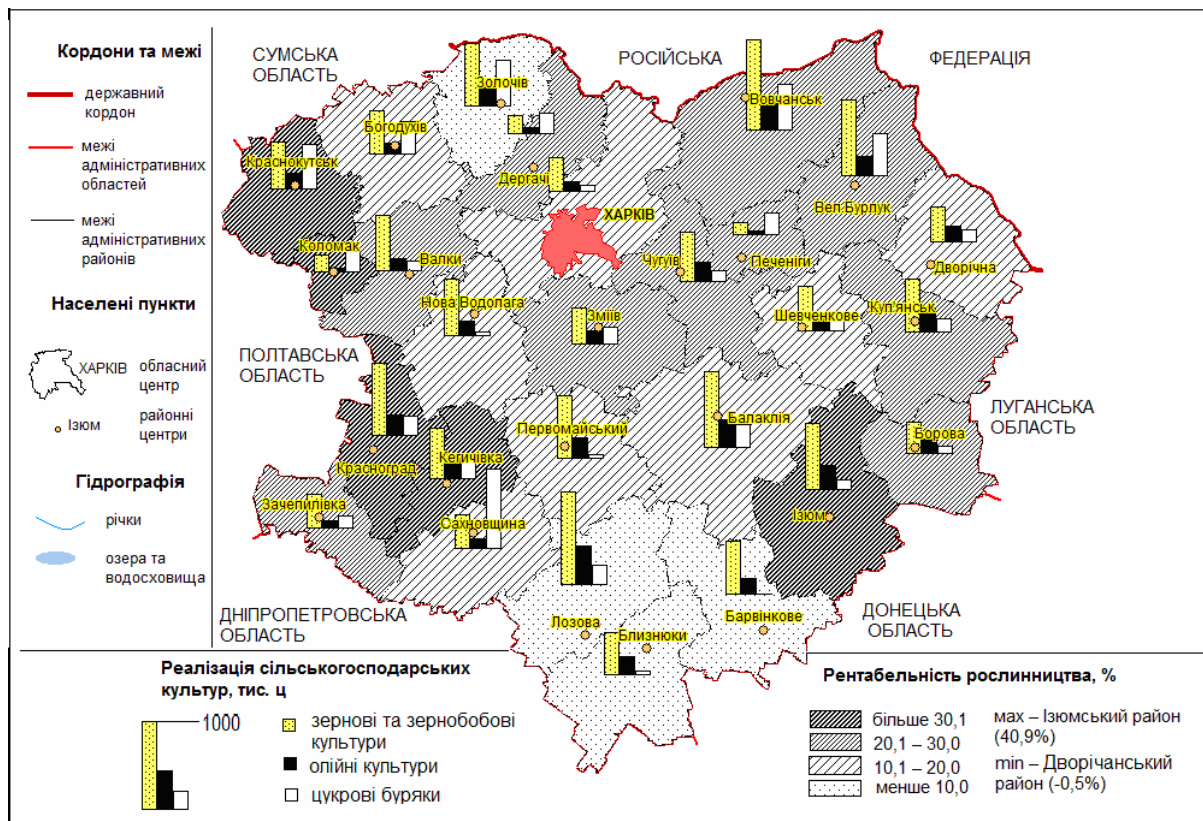 Кордони та межі
державний
кордон
межі
адміністративних
областей
межі
адміністративних
районів
Населені пункти
ХАРКІВ
обласний
центр
Ізюм
районні
центри
Гідрографія
річки
озера та
водосховища
СУМСЬКА
ОБЛАСТЬ
РОСІЙСЬКА
ФЕДЕРАЦІЯ
Золочів
Вовчанськ
Богодухів
Краснокутськ
Дергачі
Вел.Бурлук
ХАРКІВ
Коломак
Валки
Чугуїв
Печеніги
Дворічна
Нова Водолага
Зміїв
Шевченкове
Куп'янськ
ПОЛТАВСЬКА
ОБЛАСТЬ
ЛУГАНСЬКА
ОБЛАСТЬ
Балаклія
Первомайський
Борова
Красноград
Кегичівка
Зачепилівка
Сахновщина
Ізюм
ДНІПРОПЕТРОВСЬКА
ОБЛАСТЬ
ДОНЕЦЬКА
ОБЛАСТЬ
Лозова
Близнюки
Барвінкове
Реалізація сільськогосподарських
культур, тис. ц
1000
зернові та зернобобові
культури
олійні культури
цукрові буряки
Рентабельність рослинництва, %
більше 30,1
20,1 – 30,0
10,1 – 20,0
менше 10,0
мах – Ізюмський район
(40,9%)
min – Дворічанський
район (-0,5%)